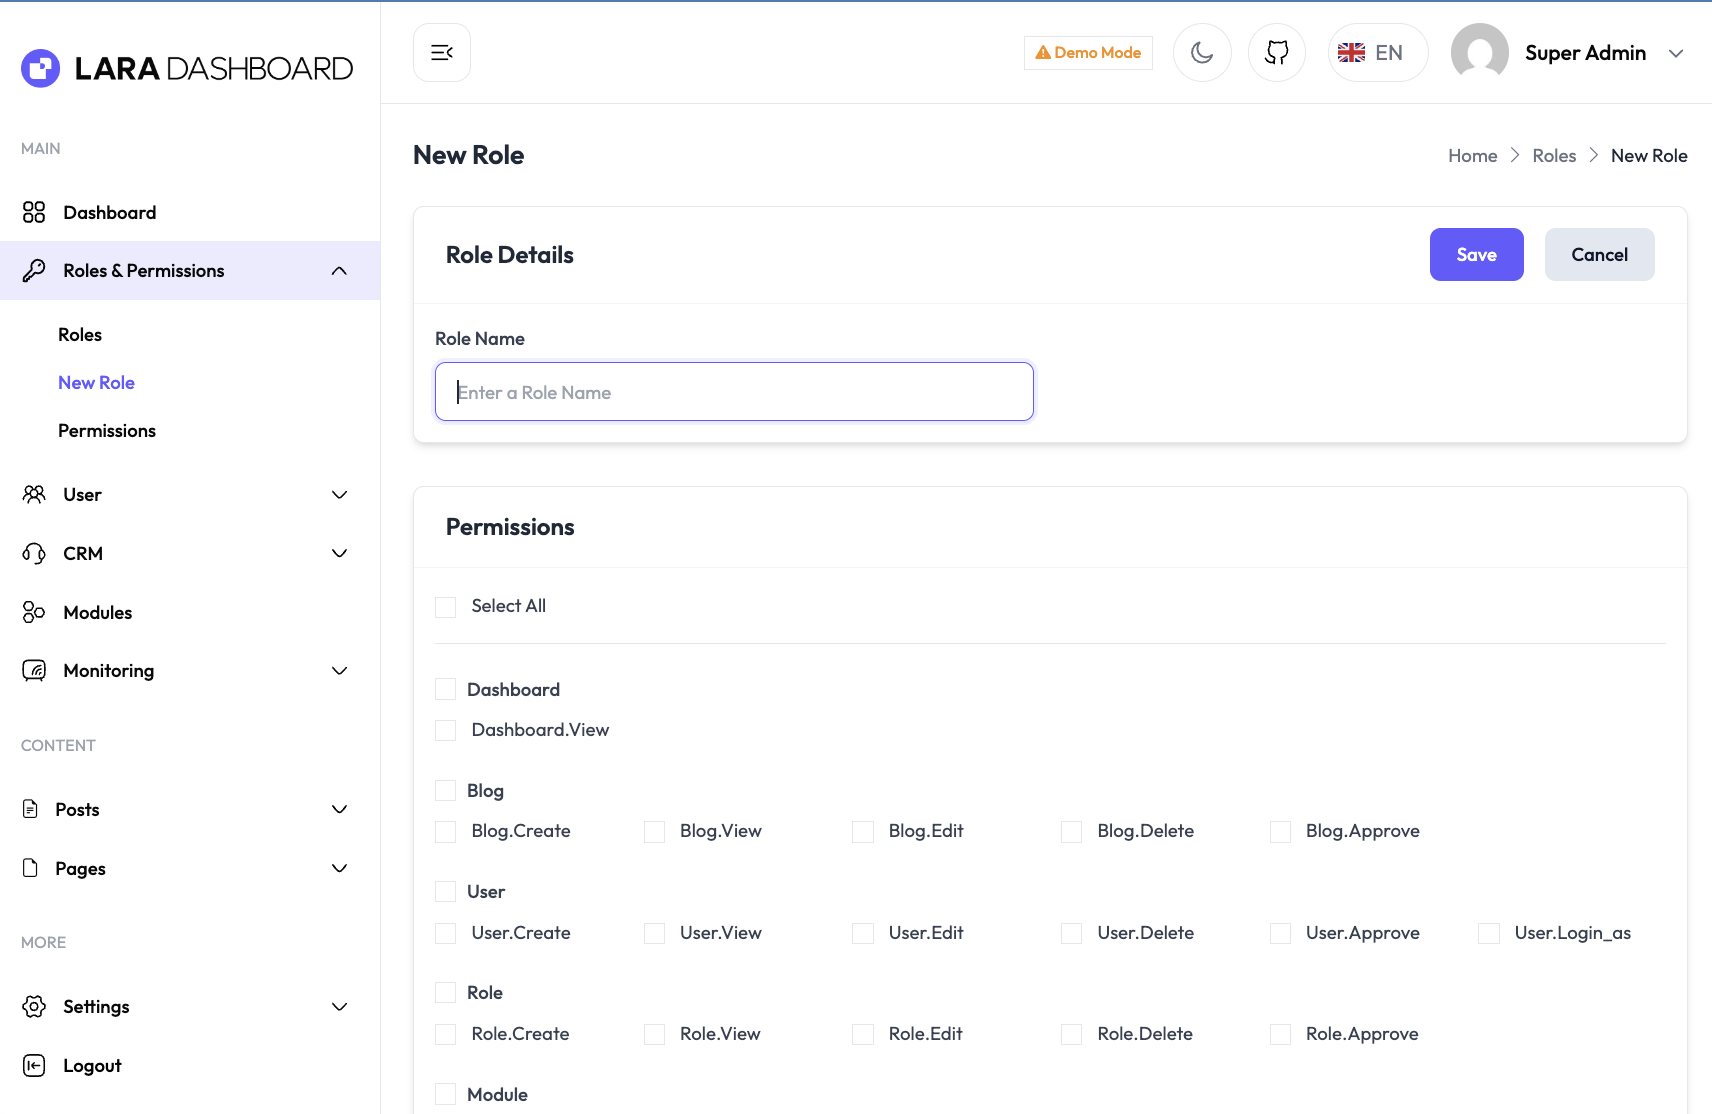 LARA DASHBOARD
Demo Mode
EN
Super Admin
MAIN
Dashboard
Roles & Permissions
Roles
New Role
Permissions
User
CRM
Modules
Monitoring
CONTENT
Posts
Pages
MORE
Settings
Logout
New Role
Home
Roles
New Role
Role Details
Save
Cancel
Role Name
Enter a Role Name
Permissions
Select All
Dashboard
Dashboard.View
Blog
Blog.Create Blog.View Blog.Edit Blog.Delete Blog.Approve
User
User.Create User.View User.Edit User.Delete User.Approve User.Login_as
Role
Role.Create Role.View Role.Edit Role.Delete Role.Approve
Module